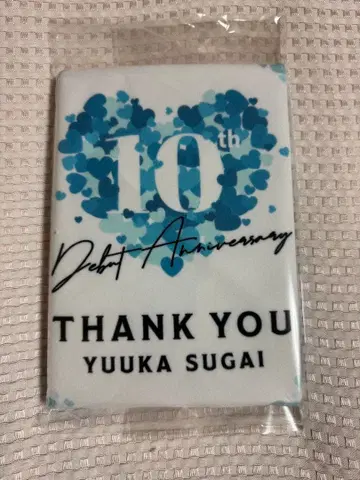 10th
Debut Anniversary
THANK YOU
YUUKA SUGAI